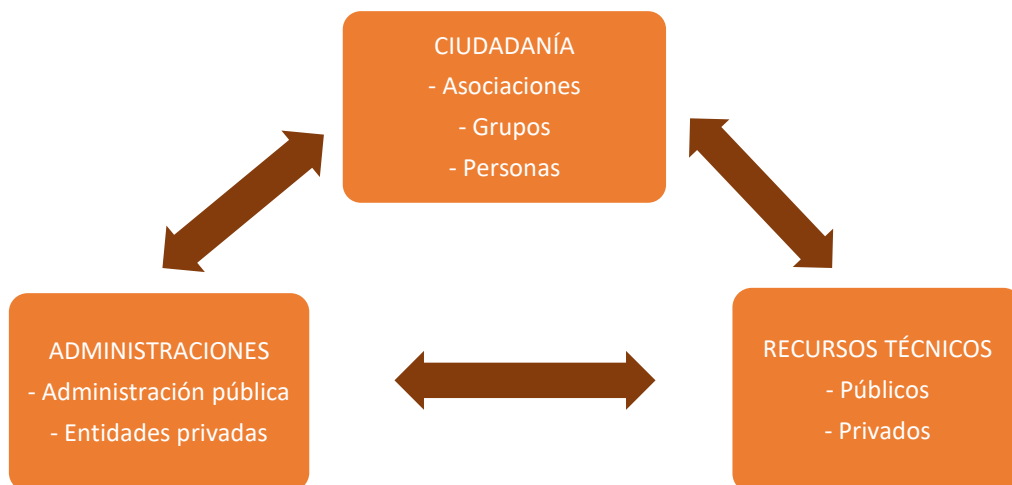 CIUDADANÍA
- Asociaciones
- Grupos
- Personas
ADMINISTRACIONES
- Administración pública
- Entidades privadas
RECURSOS TÉCNICOS
- Públicos
- Privados